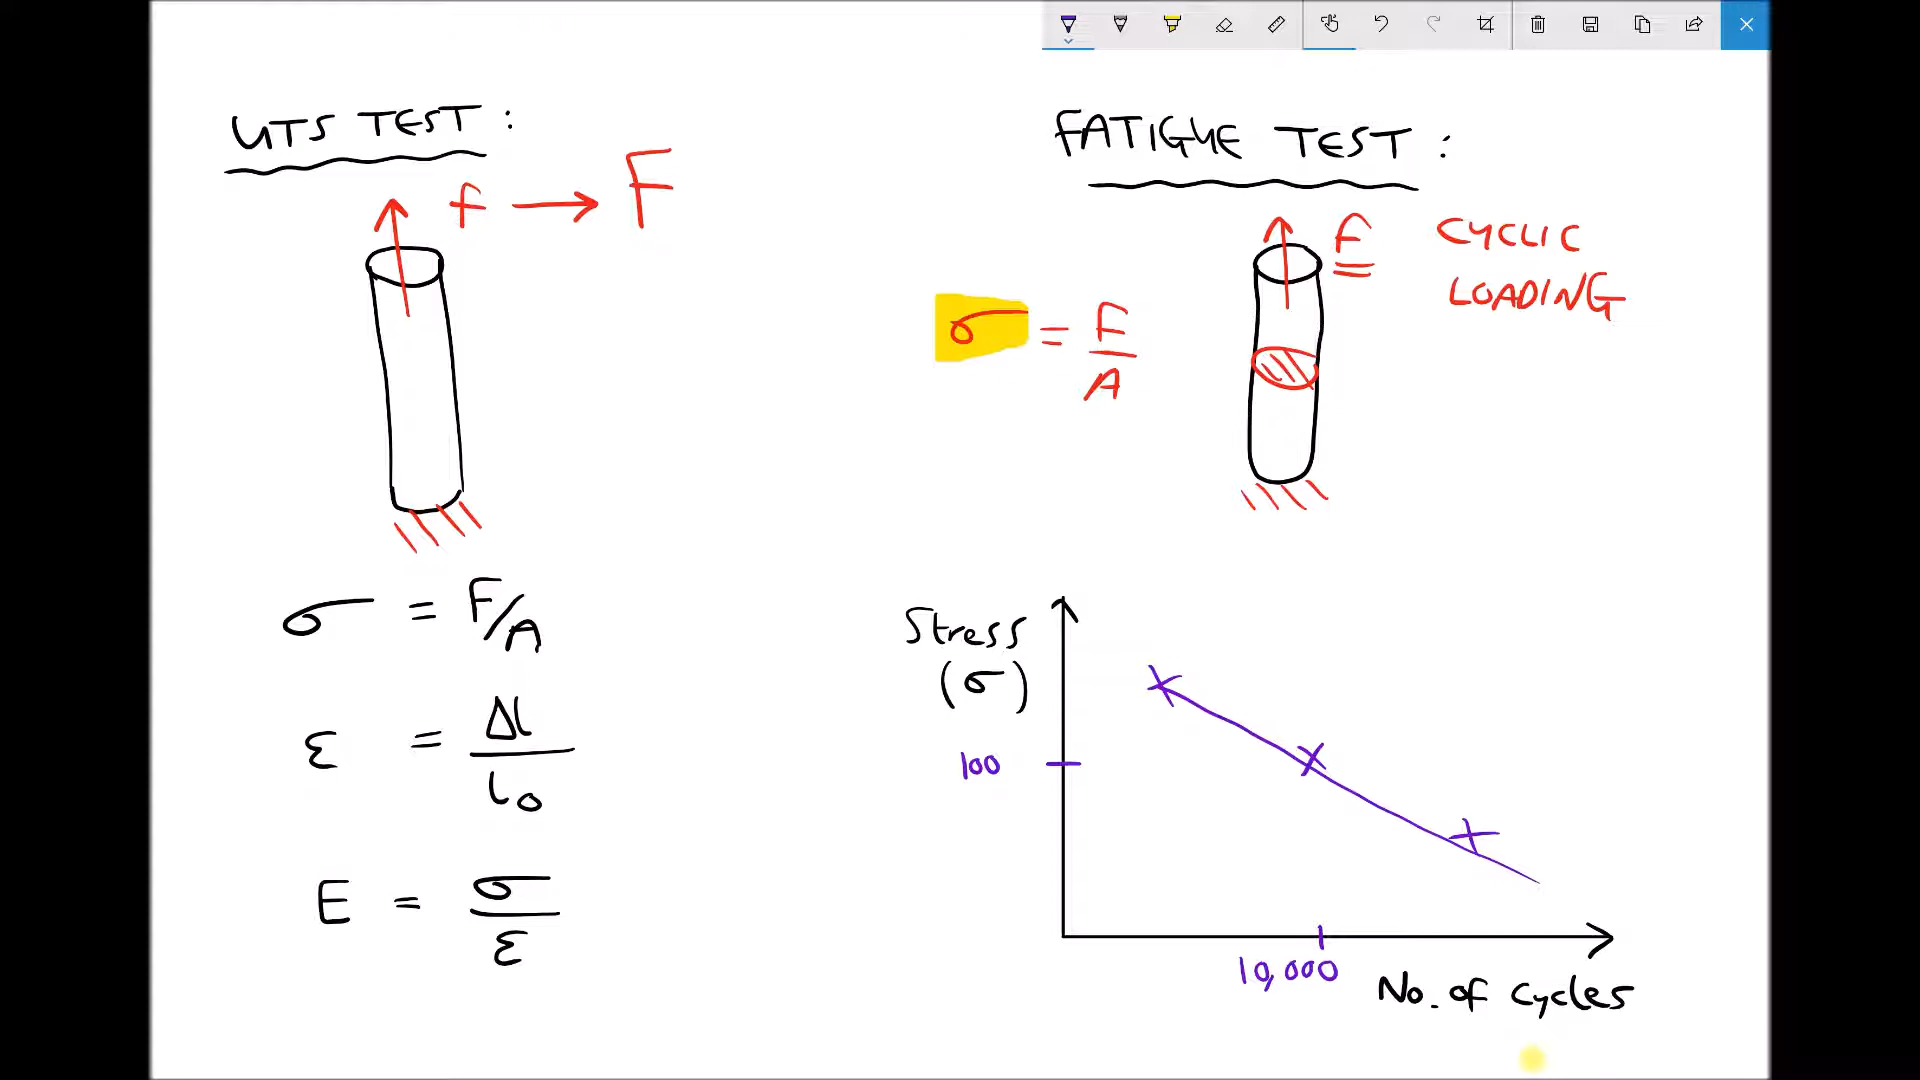 UTS TEST :
f → F
σ = F/A
ε = Δl
l₀
E = σ
ε
FATIGUE TEST :
F
CYCLIC
LOADING
σ = F
A
Stress
(σ)
100
10,000
No. of cycles